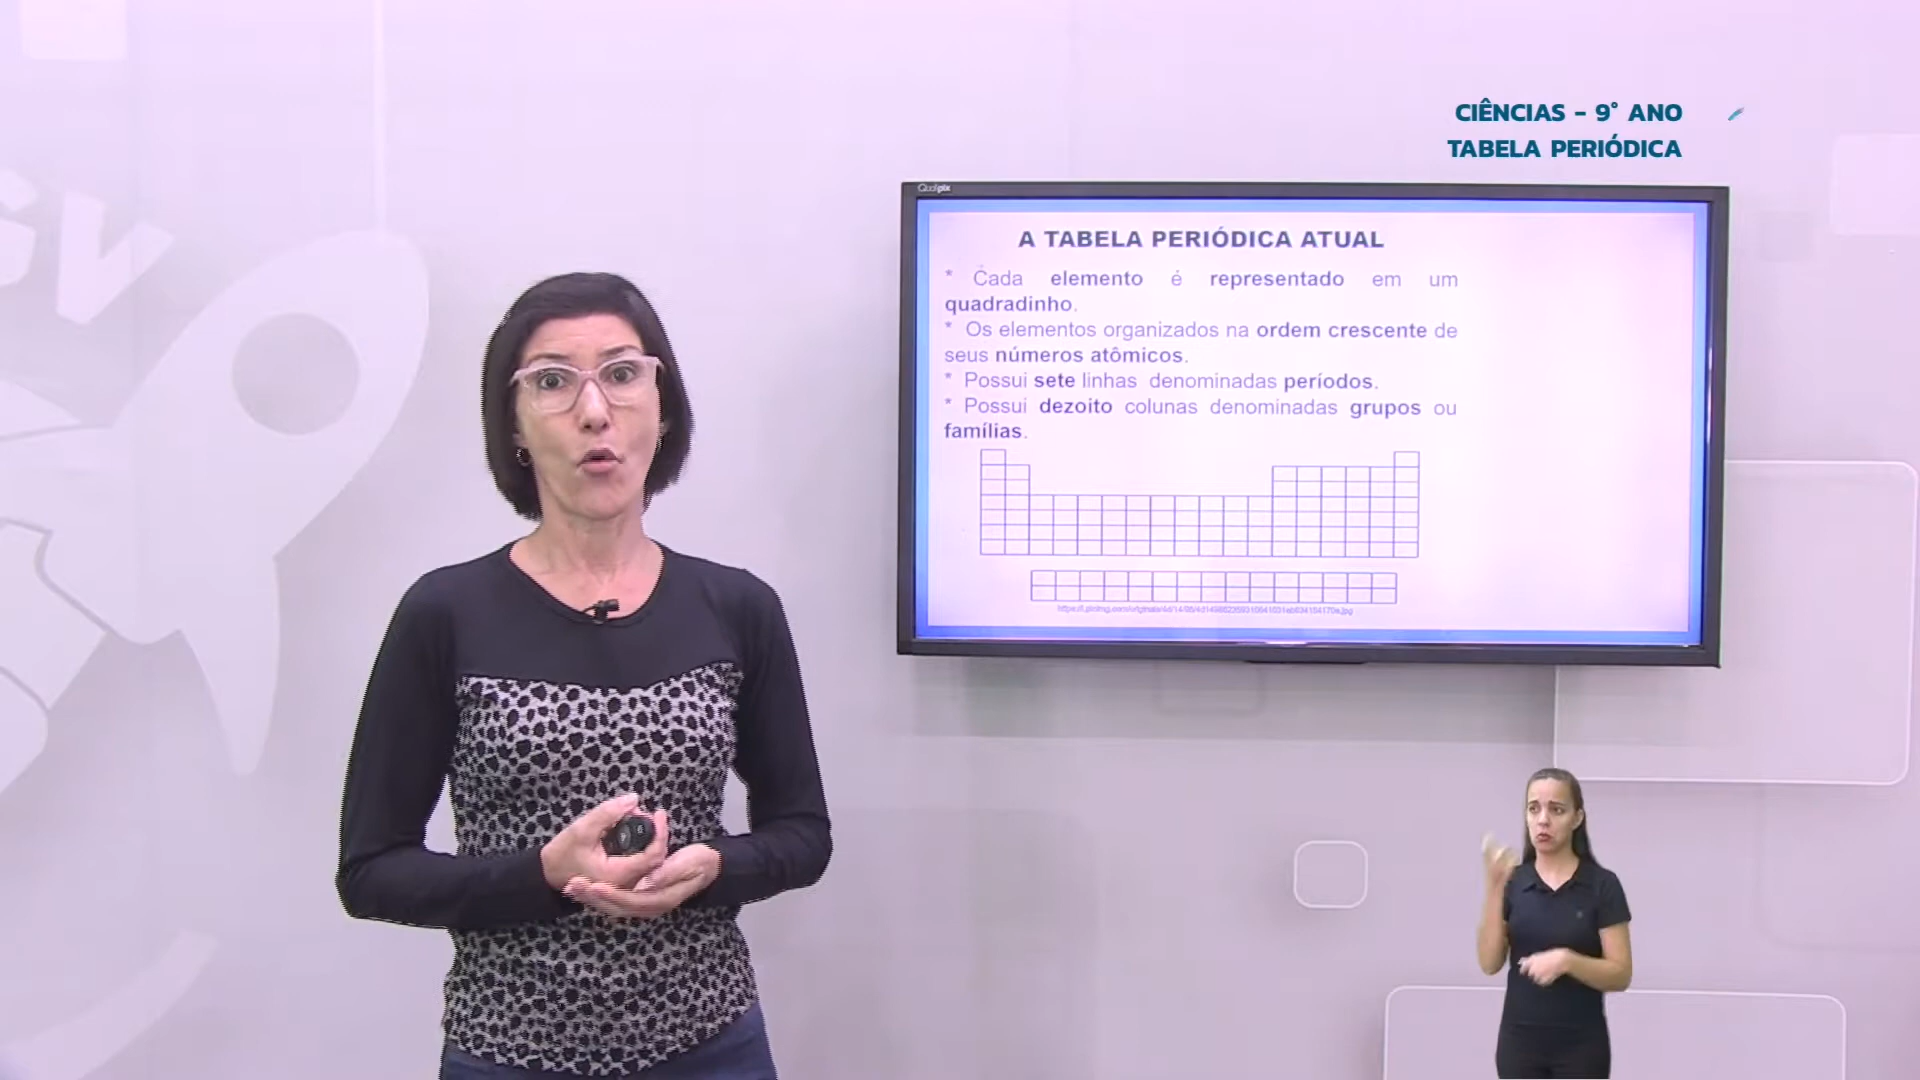 CIÊNCIAS - 9° ANO
TABELA PERIÓDICA
Qualipix
A TABELA PERIÓDICA ATUAL
* Cada elemento é representado em um
quadradinho.
* Os elementos organizados na ordem crescente de
seus números atômicos.
* Possui sete linhas denominadas períodos.
* Possui dezoito colunas denominadas grupos ou
famílias.